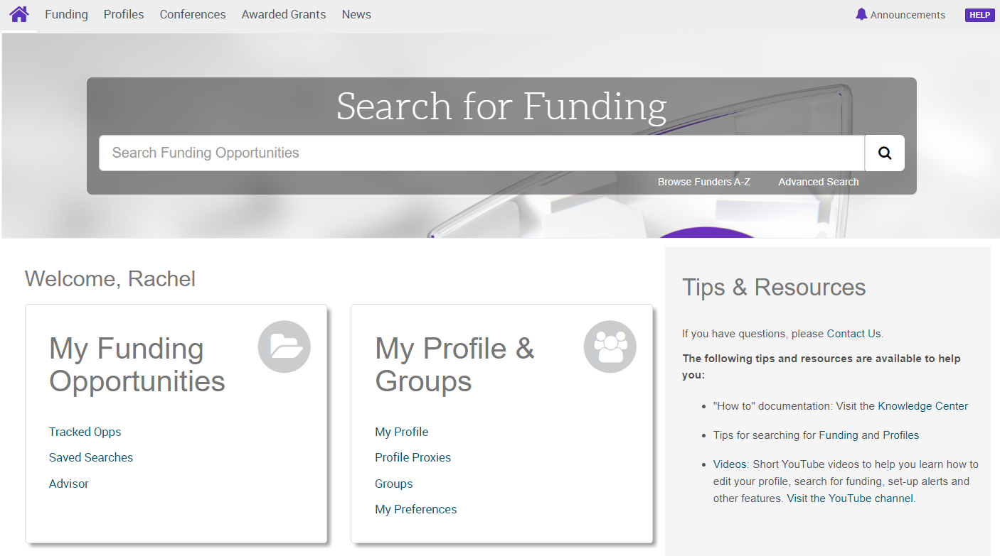 Funding Profiles Conferences Awarded Grants News Announcements HELP
Search for Funding
Search Funding Opportunities
Browse Funders A-Z Advanced Search
Welcome, Rachel
My Funding
Opportunities
Tracked Opps
Saved Searches
Advisor
My Profile &
Groups
My Profile
Profile Proxies
Groups
My Preferences
Tips & Resources
If you have questions, please Contact Us.
The following tips and resources are available to help
you:
• "How to" documentation: Visit the Knowledge Center
• Tips for searching for Funding and Profiles
• Videos: Short YouTube videos to help you learn how to
edit your profile, search for funding, set-up alerts and
other features. Visit the YouTube channel.